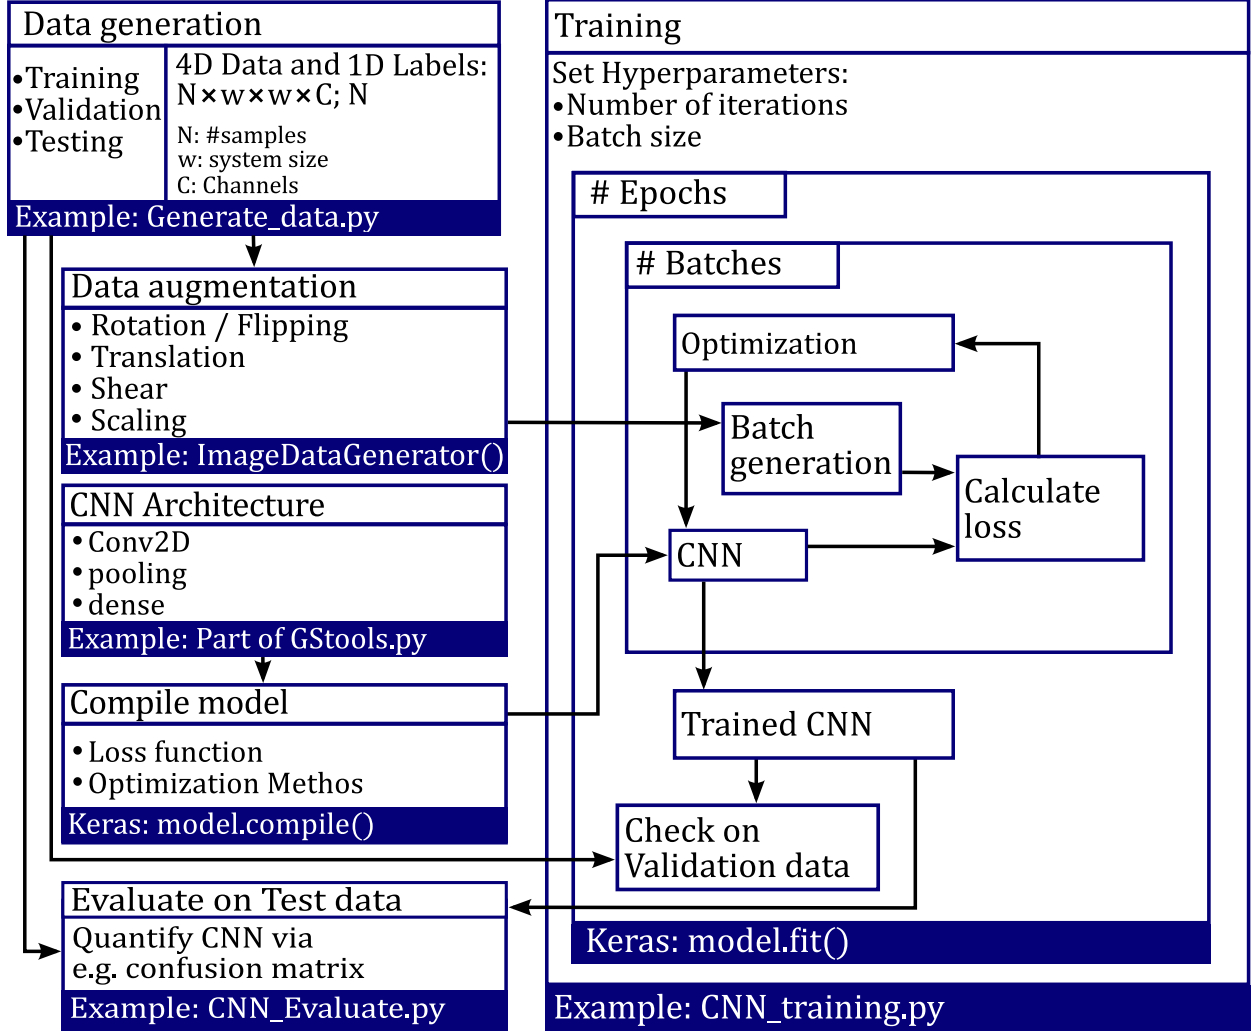 Data generation
•Training
•Validation
•Testing
4D Data and 1D Labels:
N×w×w×C; N
N: #samples
w: system size
C: Channels
Example: Generate_data.py
Data augmentation
• Rotation / Flipping
• Translation
• Shear
• Scaling
Example: ImageDataGenerator()
CNN Architecture
• Conv2D
• pooling
• dense
Example: Part of GStools.py
Compile model
• Loss function
• Optimization Methos
Keras: model.compile()
Evaluate on Test data
Quantify CNN via
e.g. confusion matrix
Example: CNN_Evaluate.py
Training
Set Hyperparameters:
•Number of iterations
•Batch size
# Epochs
# Batches
Optimization
Batch
generation
Calculate
loss
CNN
Trained CNN
Check on
Validation data
Keras: model.fit()
Example: CNN_training.py